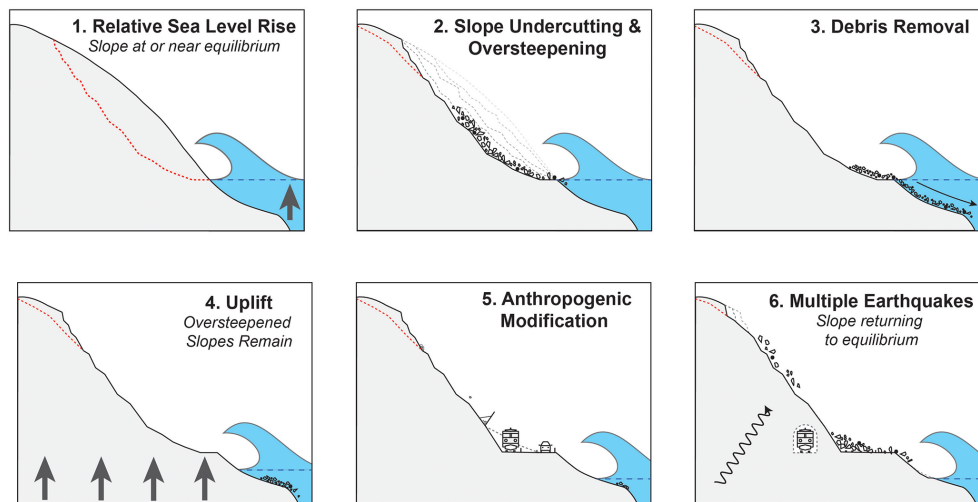 1. Relative Sea Level Rise
Slope at or near equilibrium
2. Slope Undercutting &
Oversteepening
3. Debris Removal
4. Uplift
Oversteepened
Slopes Remain
5. Anthropogenic
Modification
6. Multiple Earthquakes
Slope returning
to equilibrium